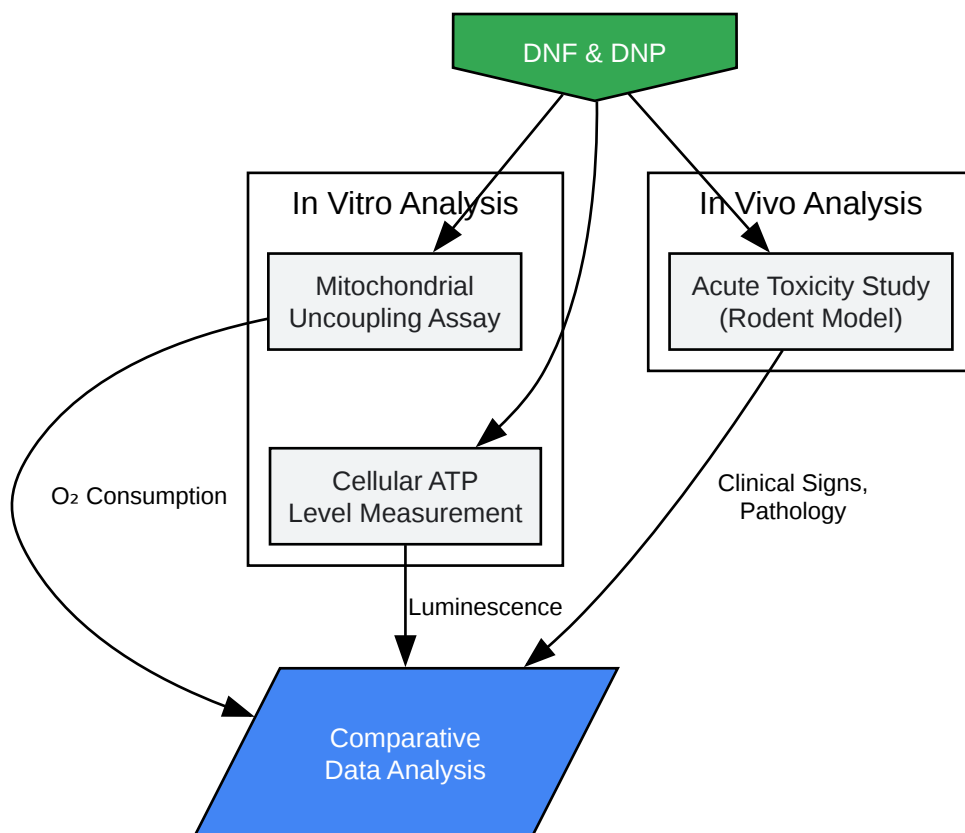 DNF & DNP
In Vitro Analysis
In Vivo Analysis
Mitochondrial
Uncoupling Assay
Acute Toxicity Study
(Rodent Model)
Cellular ATP
Level Measurement
O₂ Consumption
Clinical Signs,
Pathology
Luminescence
Comparative
Data Analysis